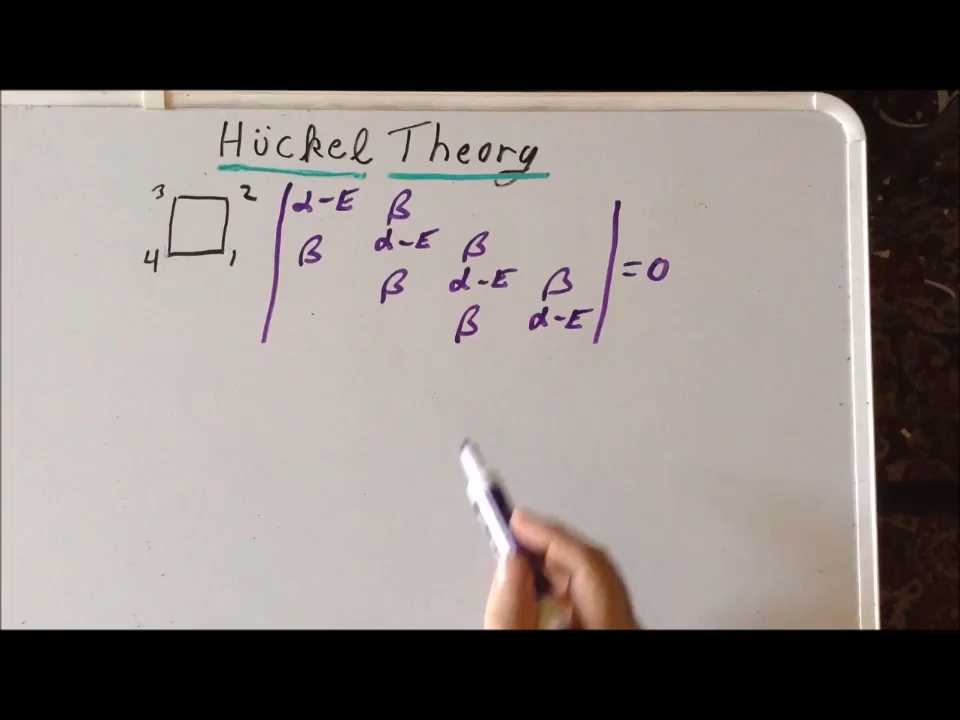 Hückel Theory
3 2
4 1
α-E β
β α-E β
β α-E β = 0
β α-E